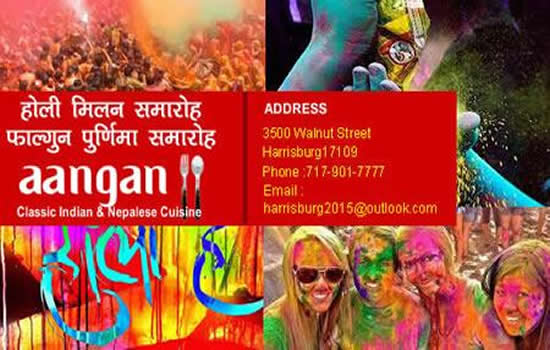 होली मिलन समारोह
फाल्गुन पुर्णिमा समारोह
aangan
Classic Indian & Nepalese Cuisine
ADDRESS
3500 Walnut Street
Harrisburg17109
Phone :717-901-7777
Email :
harrisburg2015@outlook.com